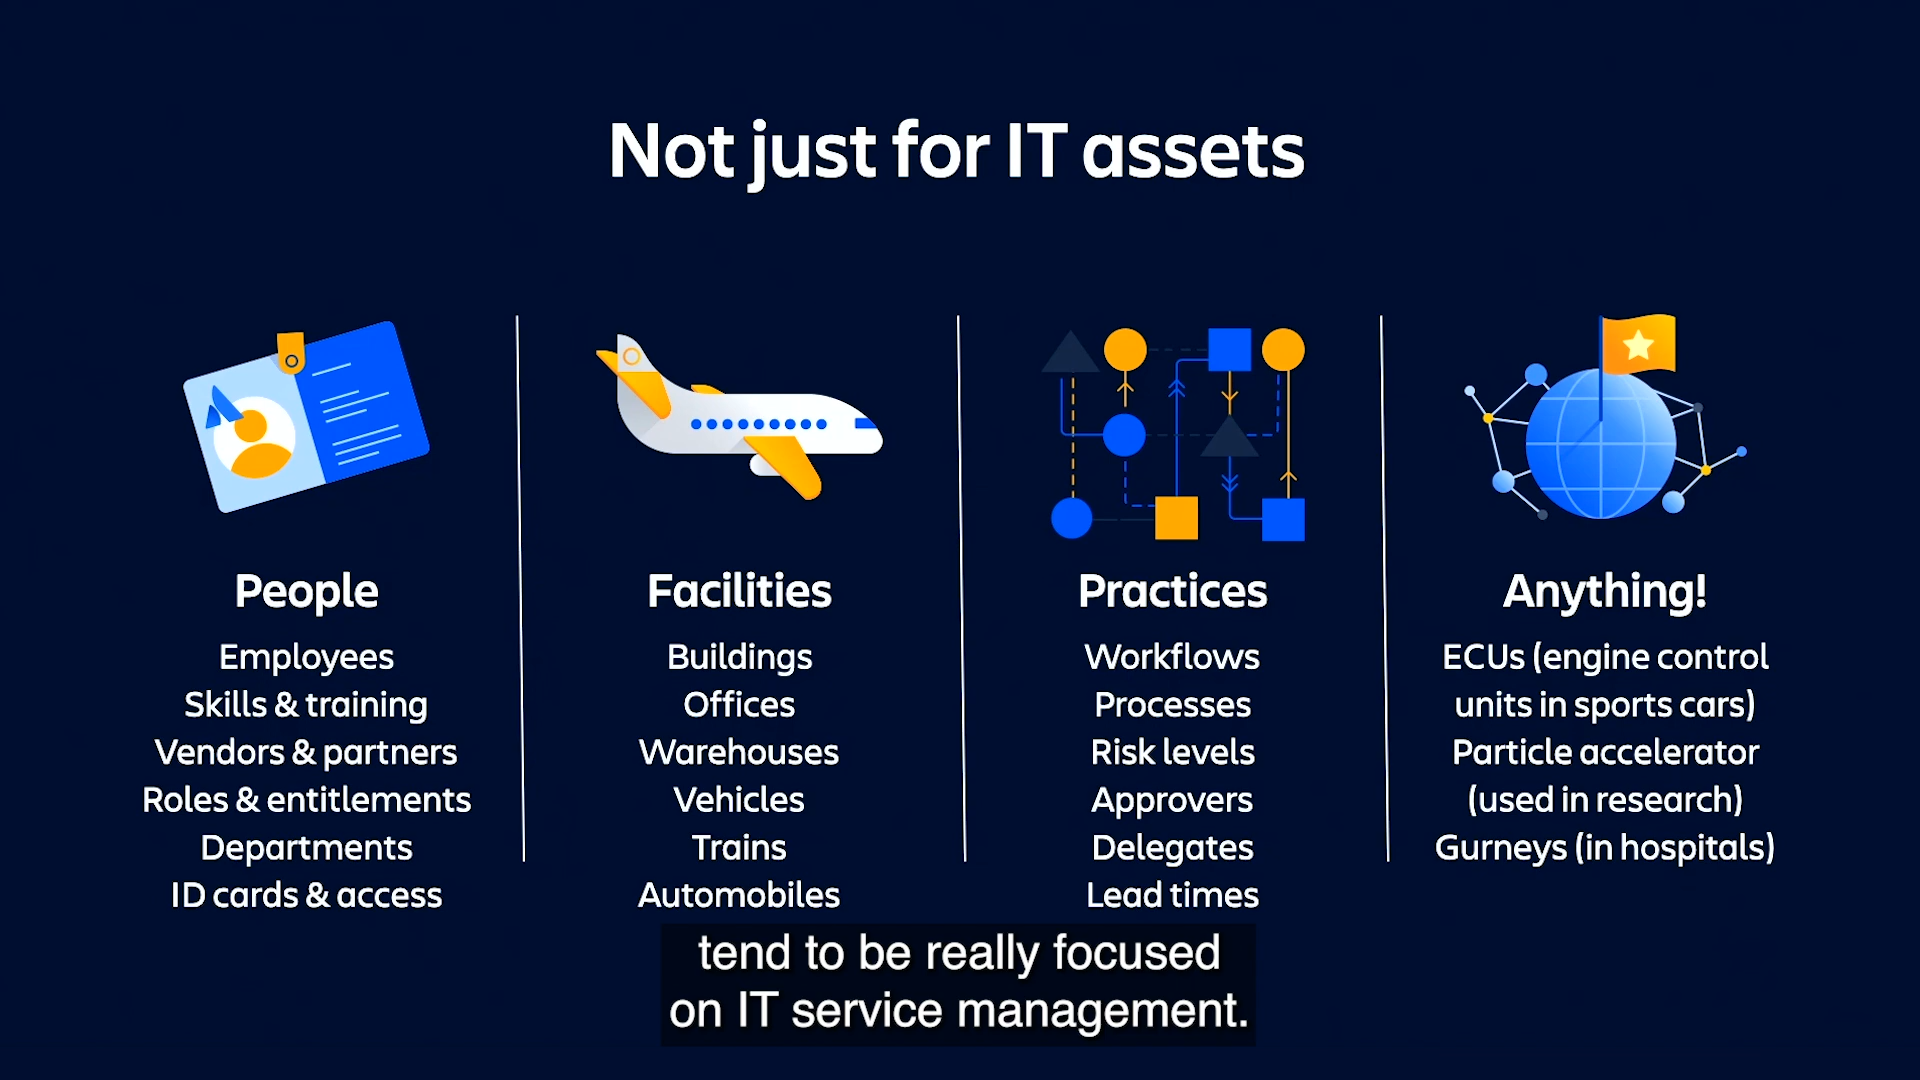 Not just for IT assets
People
Employees
Skills & training
Vendors & partners
Roles & entitlements
Departments
ID cards & access
Facilities
Buildings
Offices
Warehouses
Vehicles
Trains
Automobiles
Practices
Workflows
Processes
Risk levels
Approvers
Delegates
Lead times
Anything!
ECUs (engine control
units in sports cars)
Particle accelerator
(used in research)
Gurneys (in hospitals)
tend to be really focused
on IT service management.